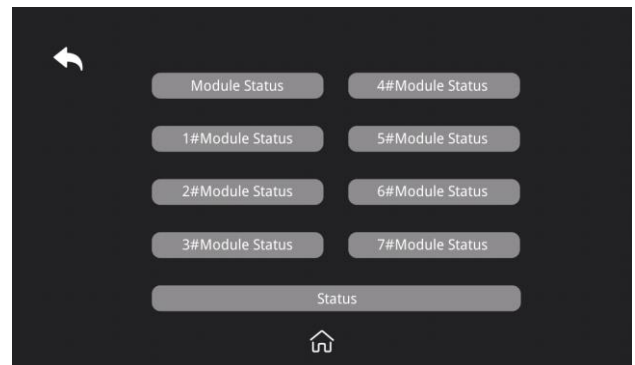 Module Status
4#Module Status
1#Module Status
5#Module Status
2#Module Status
6#Module Status
3#Module Status
7#Module Status
Status